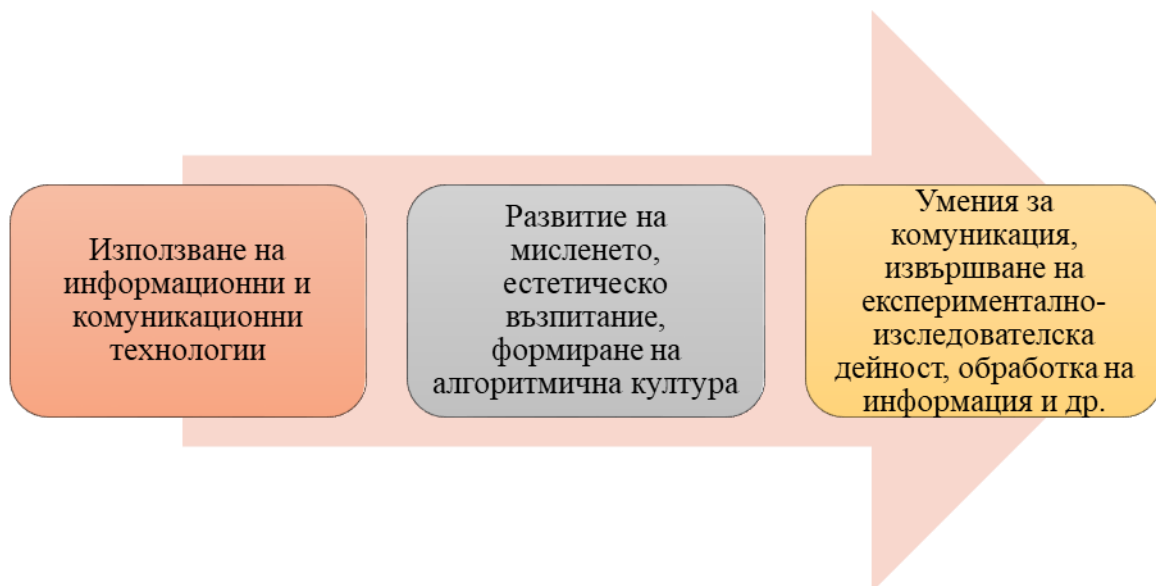 Използване на
информационни и
комуникационни
технологии
Развитие на
мисленето,
естетическо
възпитание,
формиране на
алгоритмична култура
Умения за
комуникация,
извършване на
експериментално-
изследователска
дейност, обработка на
информация и др.